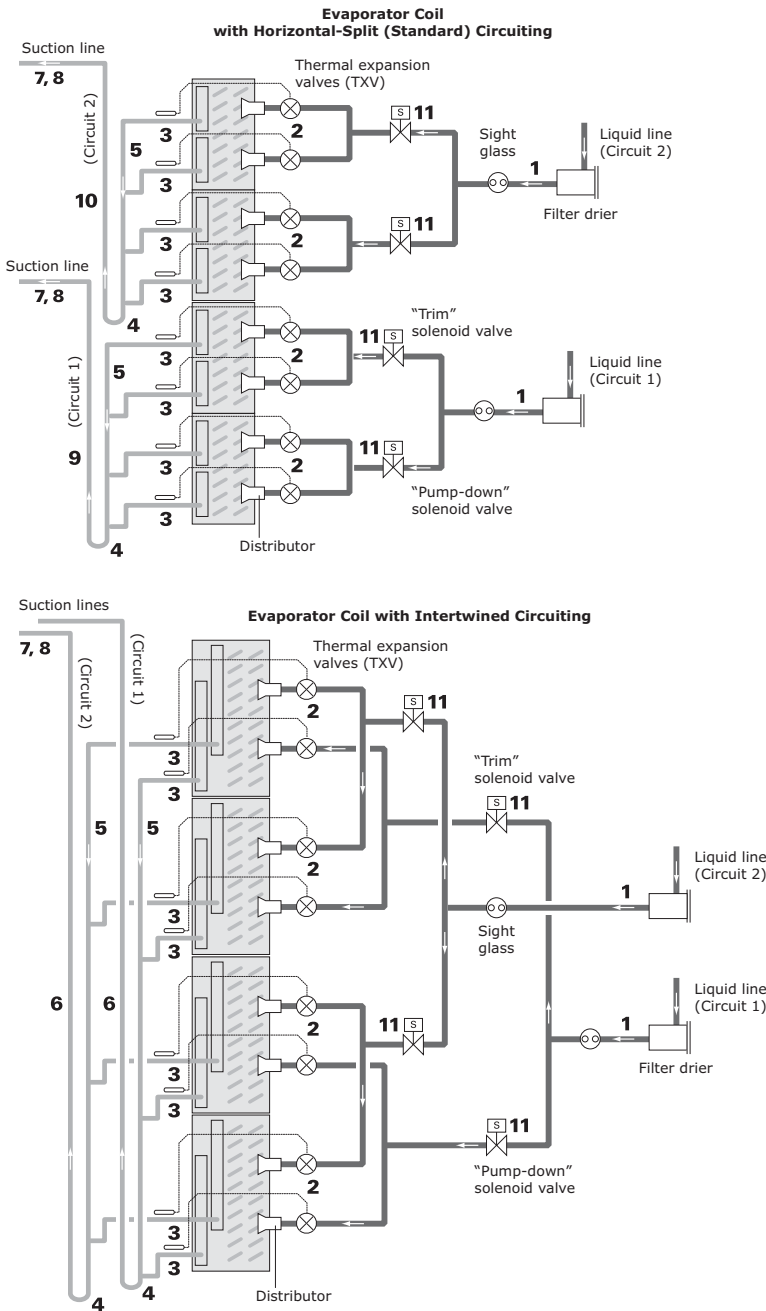 Evaporator Coil
with Horizontal-Split (Standard) Circuiting
Suction line
7, 8
(Circuit 2)
Thermal expansion
valves (TXV)
S
11
3
2
5
Sight
glass
1
Liquid line
(Circuit 2)
3
10
Filter drier
S
11
3
2
Suction line
7, 8
3
4
"Trim"
solenoid valve
11
S
3
2
(Circuit 1)
5
Liquid line
(Circuit 1)
1
3
9
11
S
3
2
"Pump-down"
solenoid valve
3
4
Distributor
Suction lines
Evaporator Coil with Intertwined Circuiting
7, 8
(Circuit 2)
(Circuit 1)
Thermal expansion
valves (TXV)
S
11
2
3
"Trim"
solenoid valve
3
S
11
5
5
Liquid line
(Circuit 2)
2
1
3
Sight
glass
3
Liquid line
(Circuit 1)
6
6
2
11
S
1
3
Filter drier
3
S
11
"Pump-down"
solenoid valve
2
3
3
4
4
Distributor